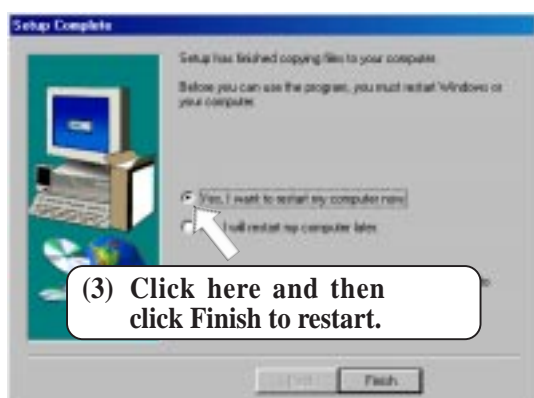 Setup Complete
Setup has finished copying files to your computer.
Before you can use the program, you must restart Windows or
your computer.
Yes, I want to restart my computer now.
I will restart my computer later.
(3) Click here and then
click Finish to restart.
Finish